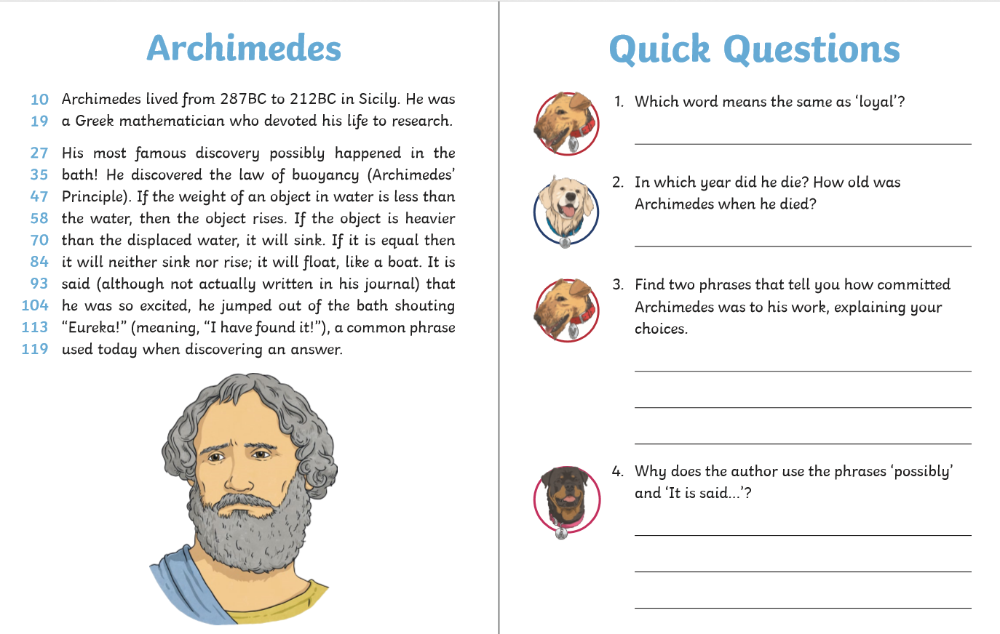 Archimedes
10 Archimedes lived from 287BC to 212BC in Sicily. He was
19 a Greek mathematician who devoted his life to research.
27 His most famous discovery possibly happened in the
35 bath! He discovered the law of buoyancy (Archimedes’
47 Principle). If the weight of an object in water is less than
58 the water, then the object rises. If the object is heavier
70 than the displaced water, it will sink. If it is equal then
84 it will neither sink nor rise; it will float, like a boat. It is
93 said (although not actually written in his journal) that
104 he was so excited, he jumped out of the bath shouting
113 “Eureka!” (meaning, “I have found it!”), a common phrase
119 used today when discovering an answer.
Quick Questions
1. Which word means the same as ‘loyal’?
2. In which year did he die? How old was
Archimedes when he died?
3. Find two phrases that tell you how committed
Archimedes was to his work, explaining your
choices.
4. Why does the author use the phrases ‘possibly’
and ‘It is said...’?